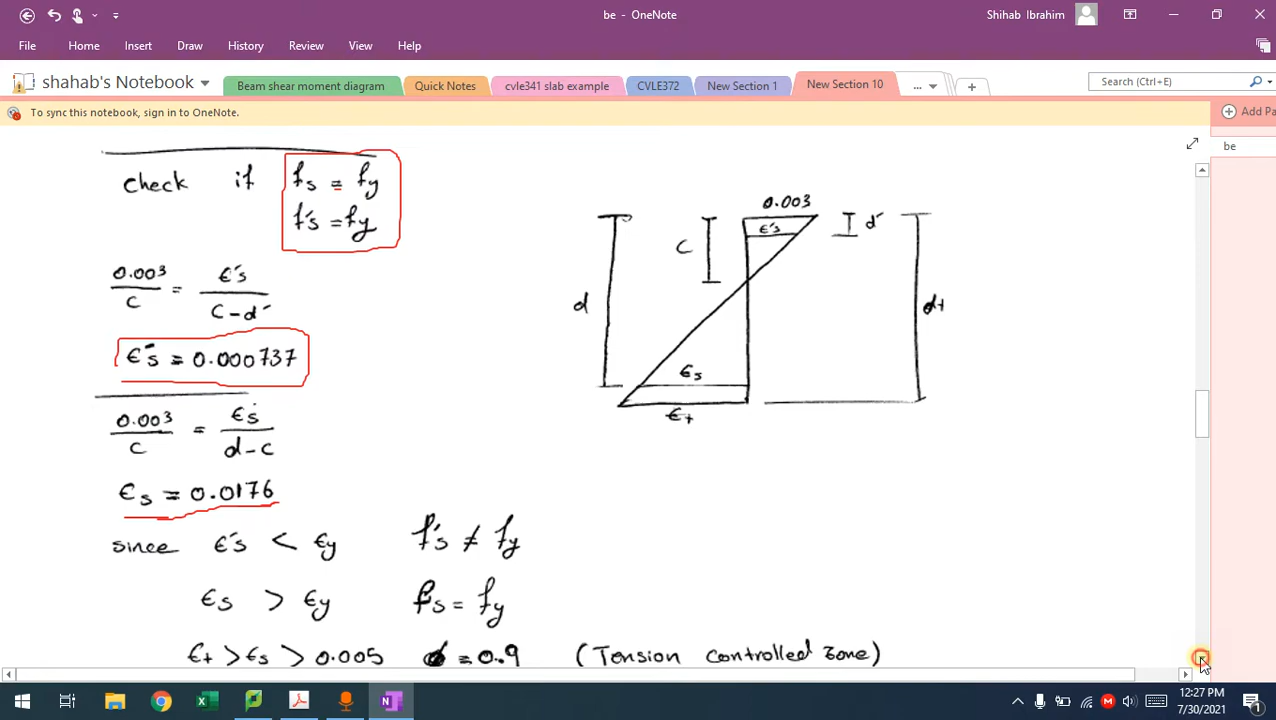 be - OneNote
Shihab Ibrahim
File Home Insert Draw History Review View Help
shahab's Notebook
Beam shear moment diagram
Quick Notes
cvle341 slab example
CVLE372
New Section 1
New Section 10
...
Search (Ctrl+E)
To sync this notebook, sign in to OneNote.
Add Pa
be
check if fs = fy
f's = fy
0.003/c = ε's/(c-d')
ε's = 0.000737
0.003/c = εs/(d-c)
εs = 0.0176
since ε's < εy f's ≠ fy
εs > εy fs = fy
εt > εs > 0.005 ϕ = 0.9 (Tension controlled zone)
0.003
ε's
d'
c
d
dt
εs
εt
12:27 PM
7/30/2021
1